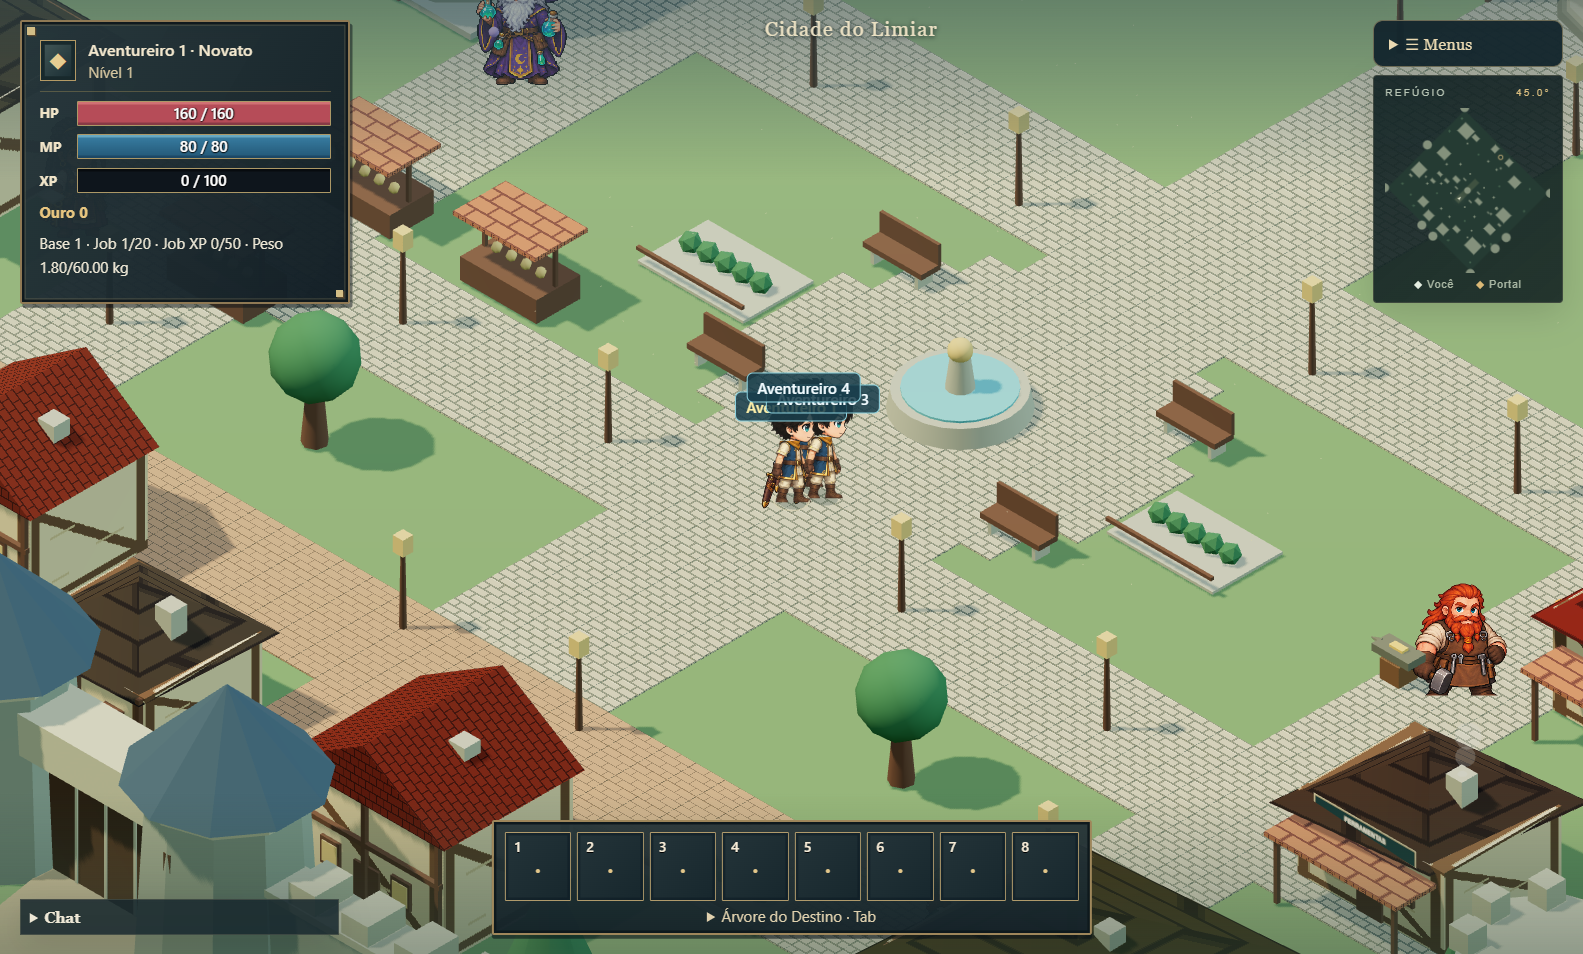 Cidade do Limiar
Aventureiro 1 · Novato
Nível 1
HP 160 / 160
MP 80 / 80
XP 0 / 100
Ouro 0
Base 1 · Job 1/20 · Job XP 0/50 · Peso
1.80/60.00 kg
☰ Menus
REFÚGIO 45.0°
Você Portal
Aventureiro 4
Aventureiro 3
1 2 3 4 5 6 7 8
Árvore do Destino · Tab
Chat